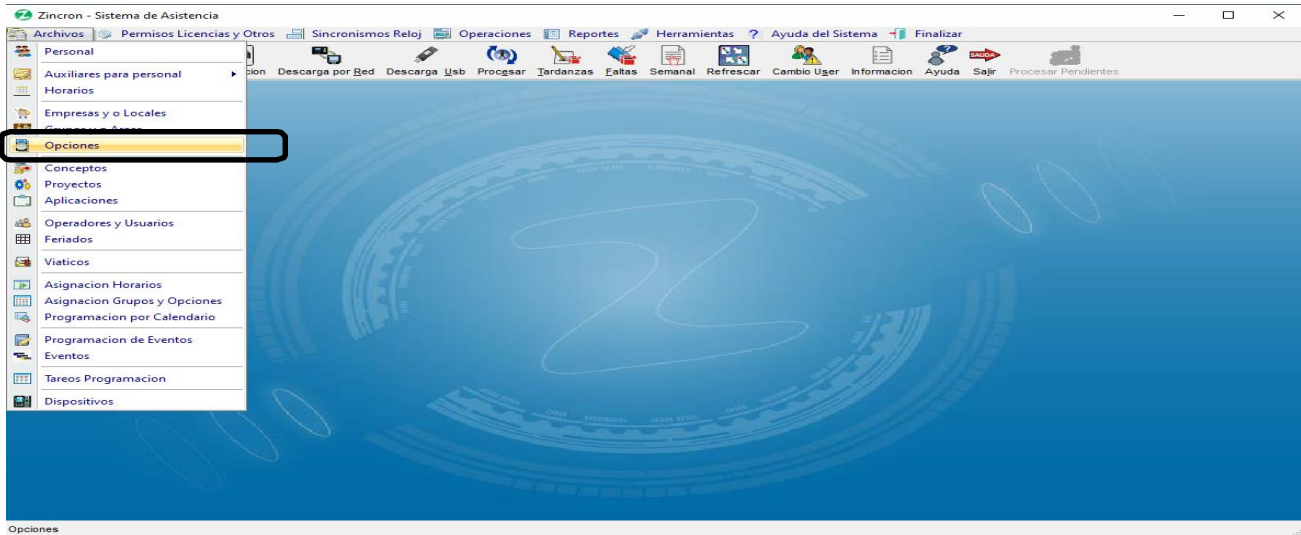 Zincron - Sistema de Asistencia
Archivos Permisos Licencias y Otros Sincronismos Reloj Operaciones Reportes Herramientas ? Ayuda del Sistema Finalizar
cion Descarga por Red Descarga Usb Procesar Tardanzas Faltas Semanal Refrescar Cambio User Informacion Ayuda Salir Procesar Pendientes
SALIDA
Personal
Auxiliares para personal
Horarios
Empresas y o Locales
Grupos y o Areas
Opciones
Conceptos
Proyectos
Aplicaciones
Operadores y Usuarios
Feriados
Viaticos
Asignacion Horarios
Asignacion Grupos y Opciones
Programacion por Calendario
Programacion de Eventos
Eventos
Tareos Programacion
Dispositivos
Opciones